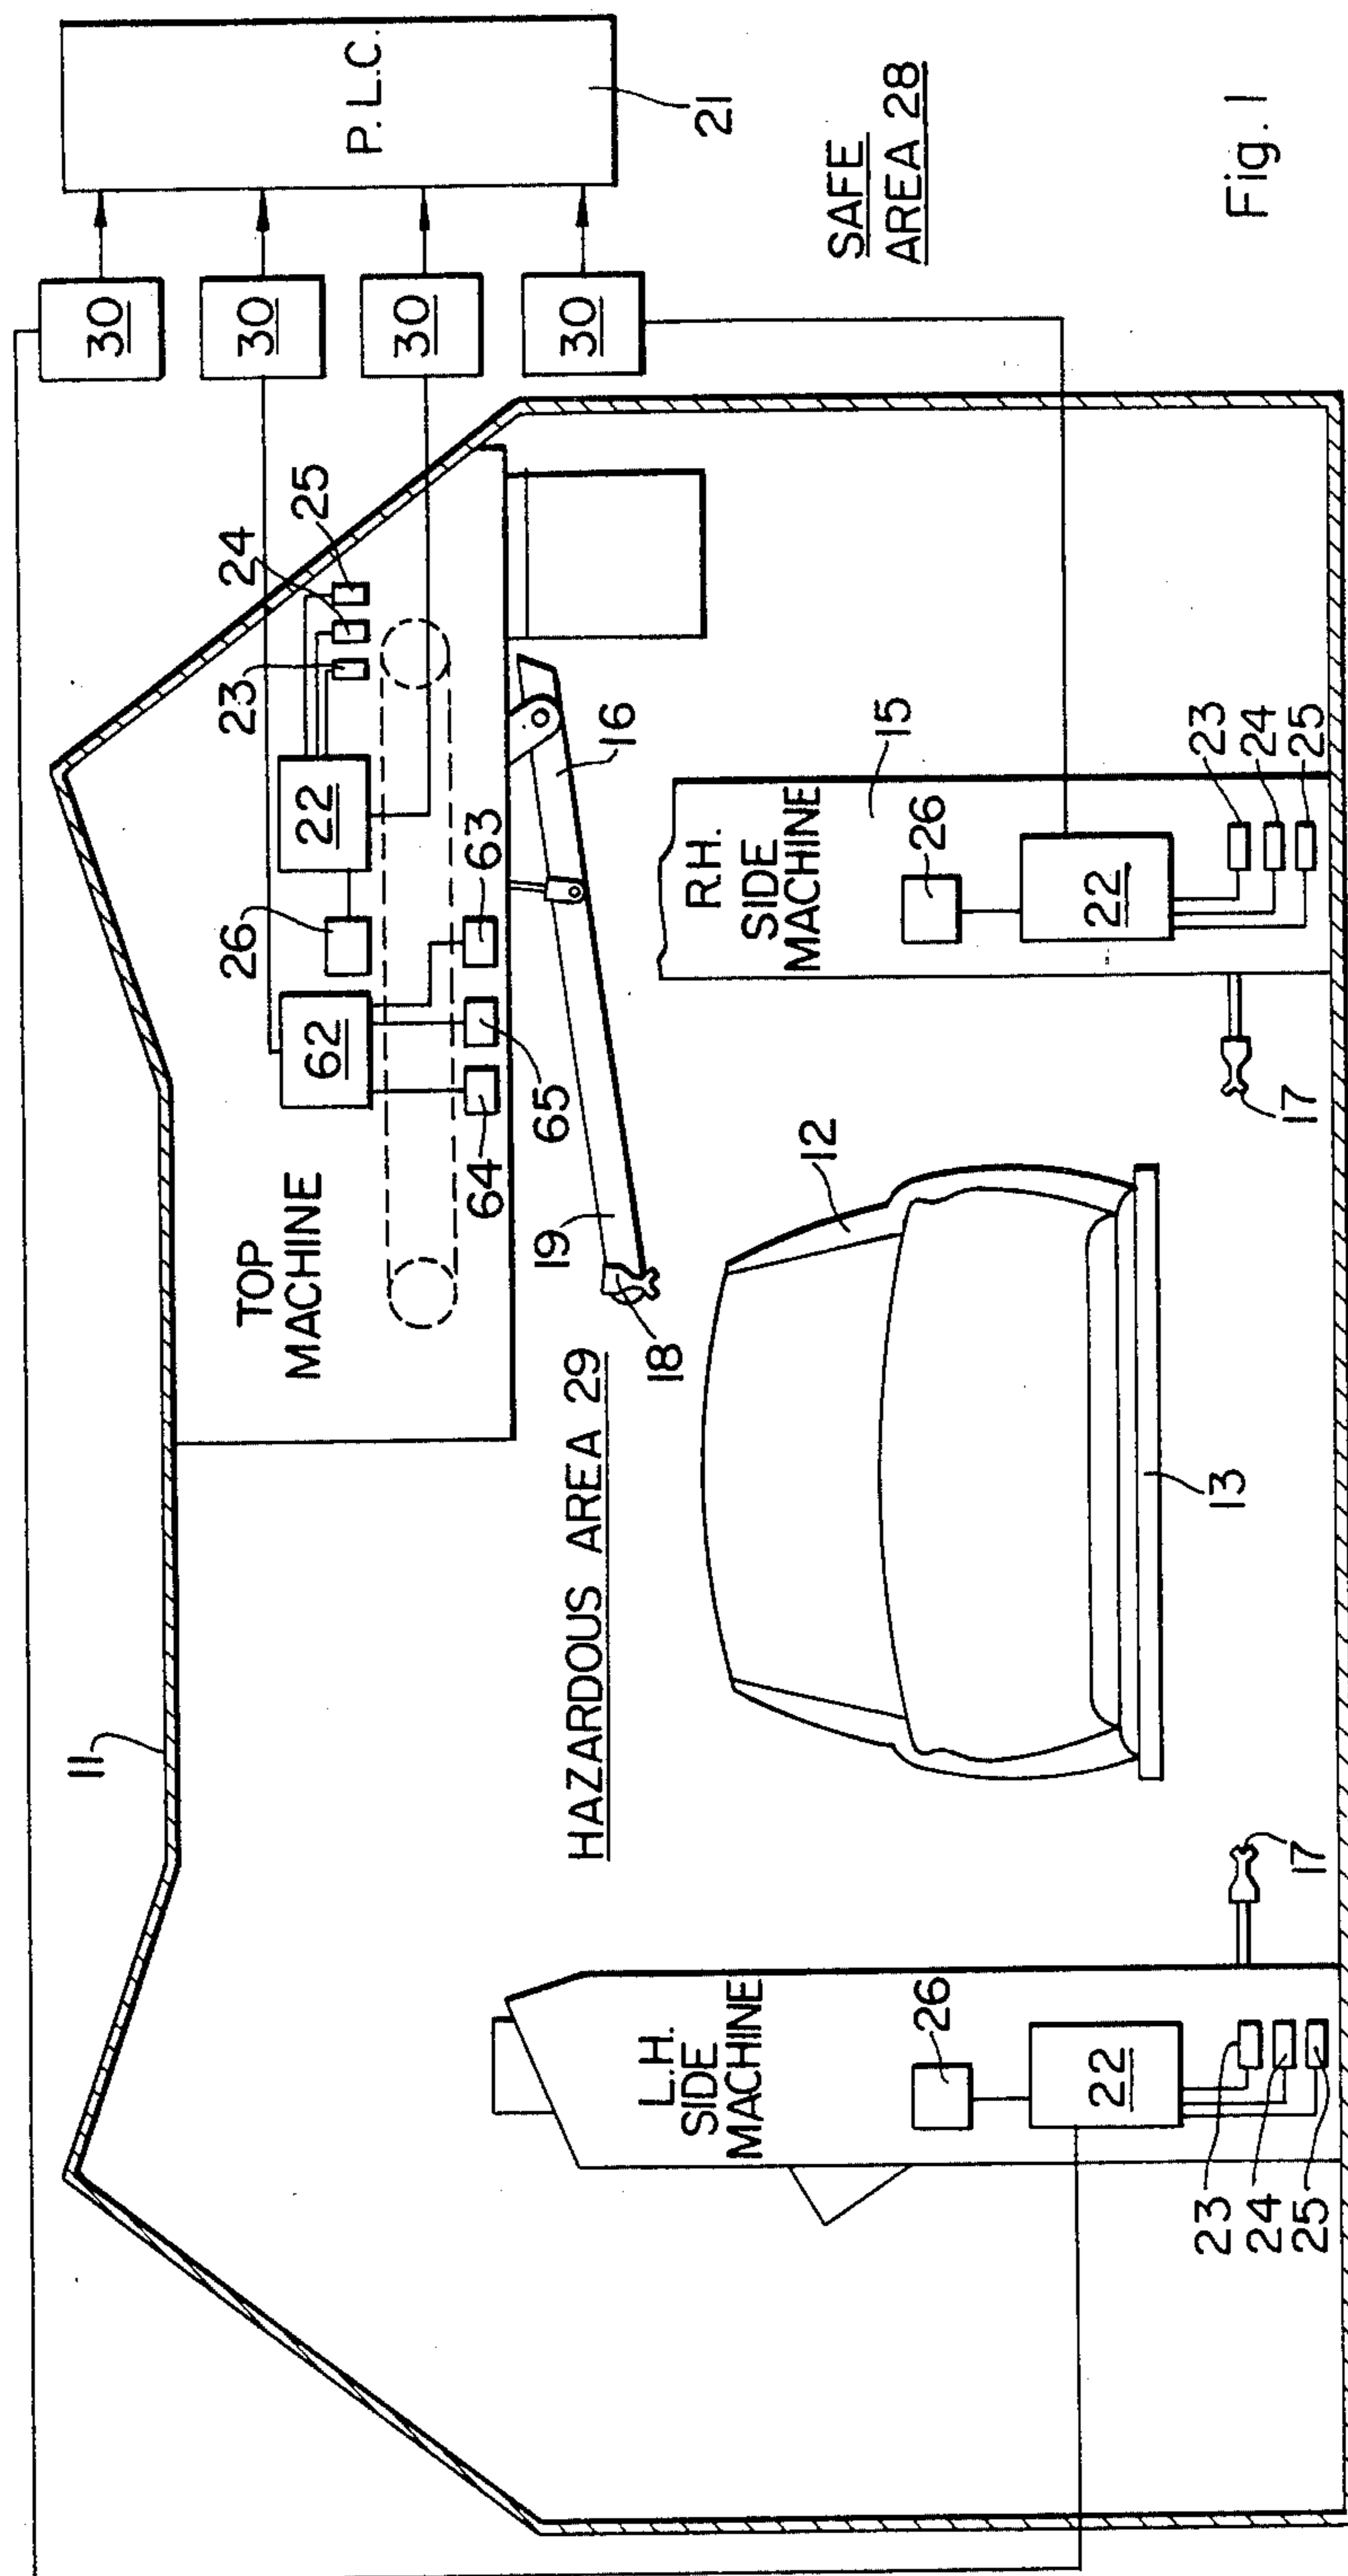 11
P. L.C.
21
30
30
30
30
SAFE
AREA 28
Fig. 1
TOP
MACHINE
62
26
22
23
24
25
64
65
63
16
19
18
HAZARDOUS AREA 29
L.H.
SIDE
MACHINE
26
22
23
24
25
17
12
13
17
R.H.
SIDE
MACHINE
15
26
22
23
24
25